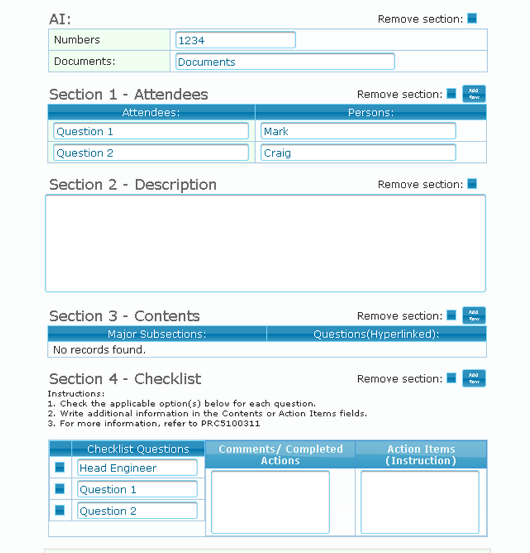 AI:
Remove section:
Numbers 1234
Documents: Documents
Section 1 - Attendees
Remove section: Add Row
Attendees: Persons:
Question 1 Mark
Question 2 Craig
Section 2 - Description
Remove section:
Section 3 - Contents
Remove section: Add Row
Major Subsections: Questions(Hyperlinked):
No records found.
Section 4 - Checklist
Remove section: Add Row
Instructions:
1. Check the applicable option(s) below for each question.
2. Write additional information in the Contents or Action Items fields.
3. For more information, refer to PRC5100311
Checklist Questions
Comments/ Completed
Actions
Action Items
(Instruction)
Head Engineer
Question 1
Question 2